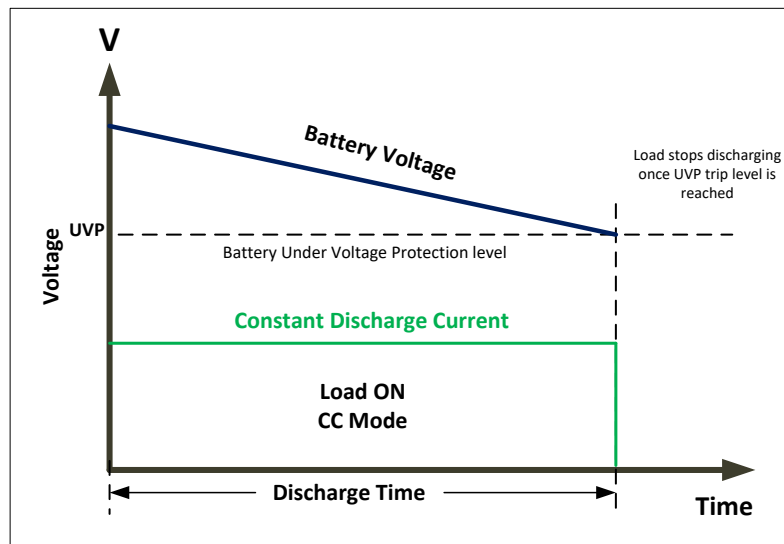 V
Battery Voltage
Load stops discharging
once UVP trip level is
reached
UVP
Battery Under Voltage Protection level
Voltage
Constant Discharge Current
Load ON
CC Mode
Discharge Time
Time